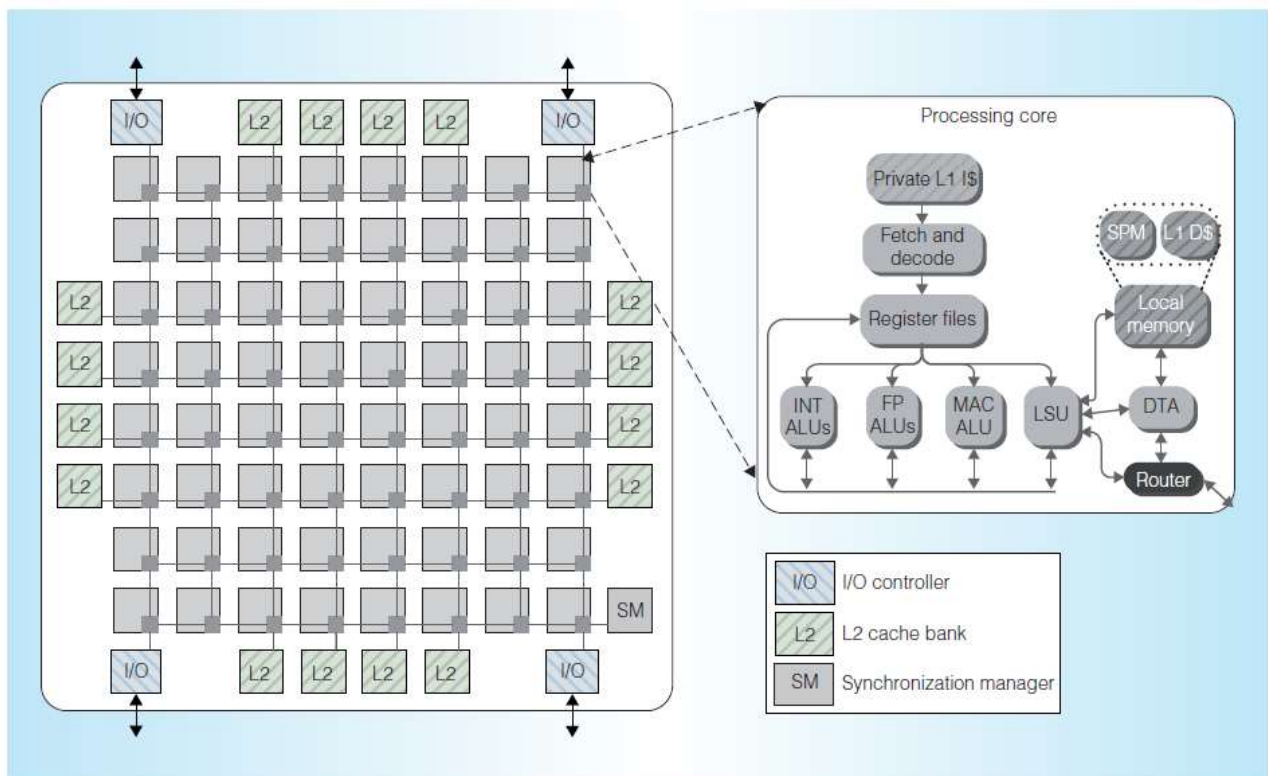 I/O L2 L2 L2 L2 I/O
L2 L2
L2 L2
L2 L2
L2 L2
SM
I/O L2 L2 L2 L2 I/O
Processing core
Private L1 I$
Fetch and
decode
Register files
SPM L1 D$
Local
memory
INT
ALUs
FP
ALUs
MAC
ALU
LSU
DTA
Router
I/O I/O controller
L2 L2 cache bank
SM Synchronization manager